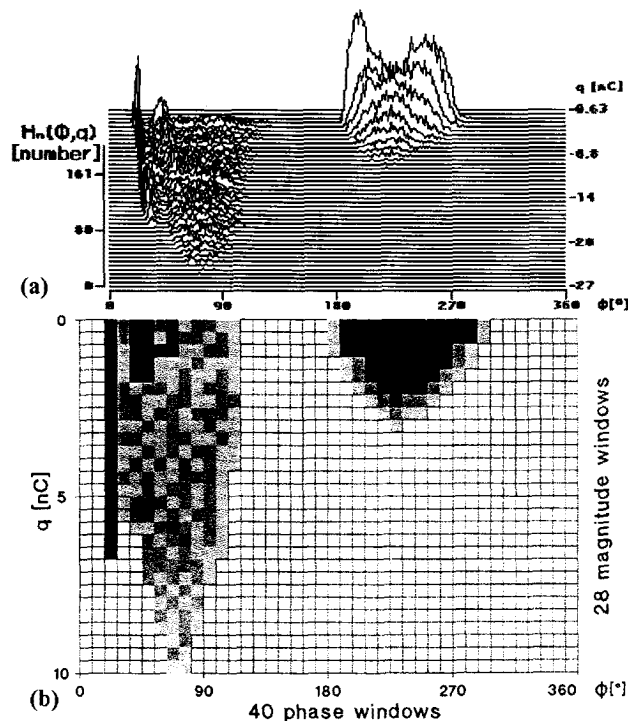 q [nC]
-0.63
Hₙ(Φ,q)
[number]
-6.8
161
-14
80
-20
0
-27
(a)
0 90 180 270 360 Φ[°]
0
5
10
q [nC]
28 magnitude windows
(b)
0 90 180 270 360 Φ[°]
40 phase windows